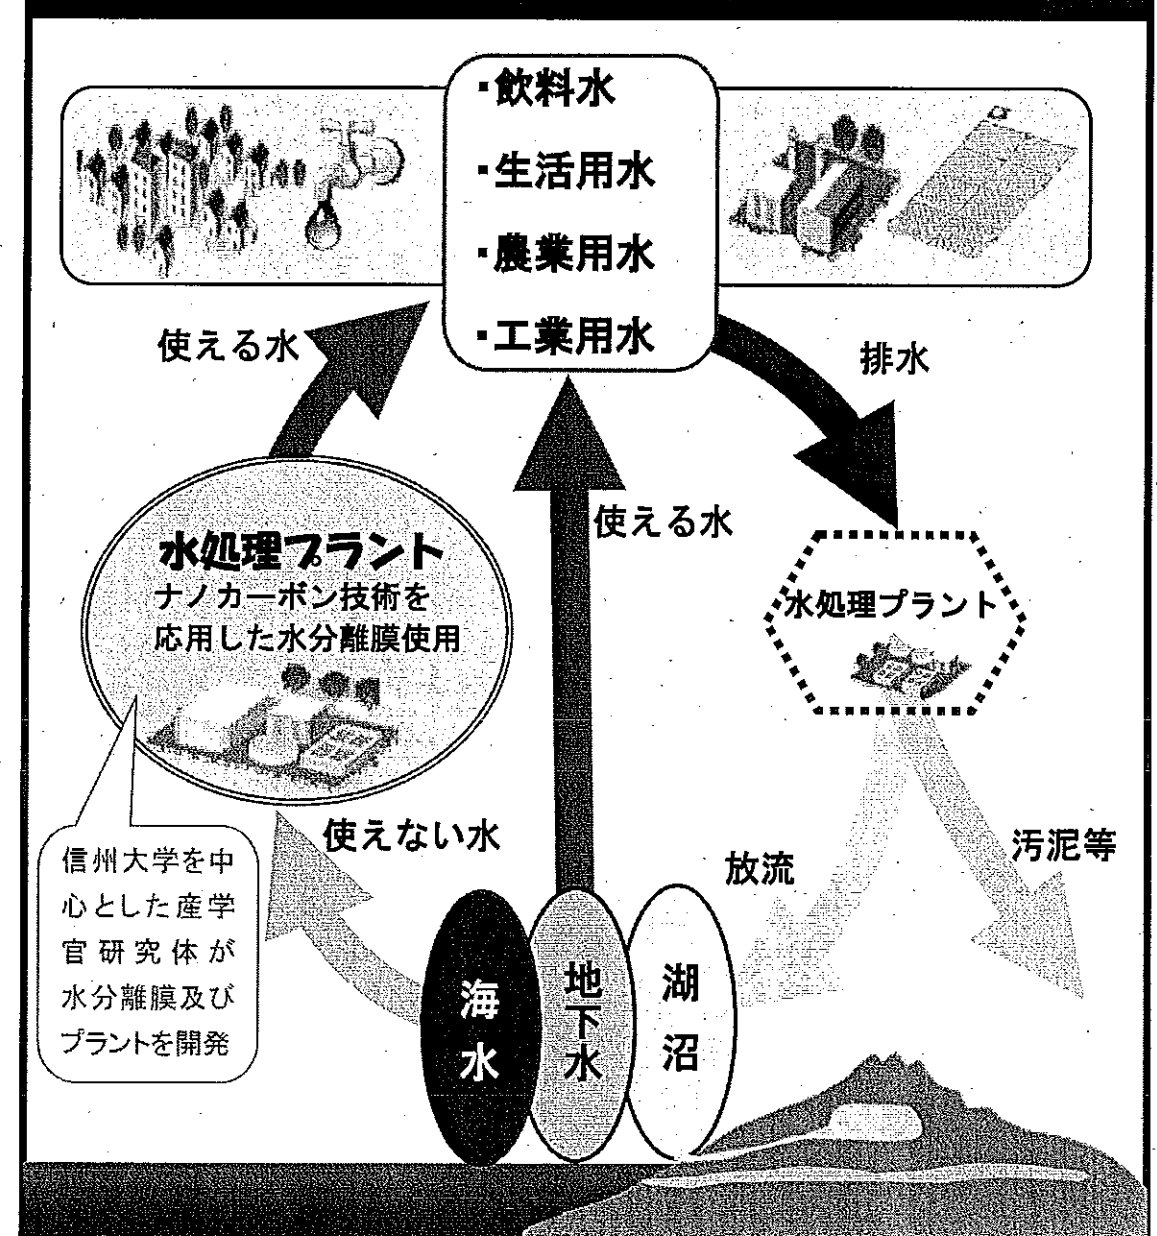 ・飲料水
・生活用水
・農業用水
・工業用水
使える水
排水
使える水
水処理プラント
ナノカーボン技術を
応用した水分離膜使用
水処理プラント
使えない水
放流
汚泥等
信州大学を中
心とした産学
官研究体が
水分離膜及び
プラントを開発
海水
地下水
湖沼